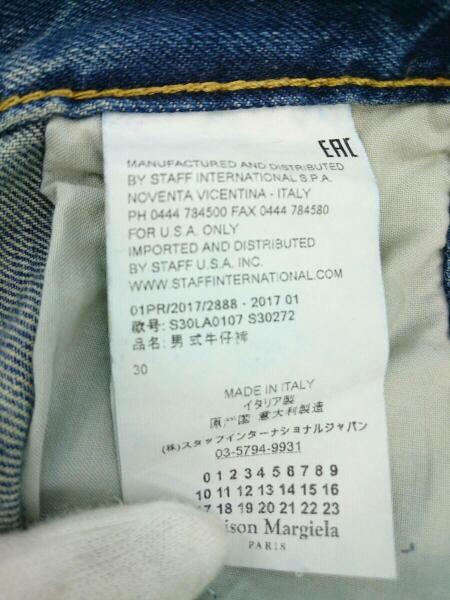 EAC
MANUFACTURED AND DISTRIBUTED
BY STAFF INTERNATIONAL S.P.A.
NOVENTA VICENTINA - ITALY
PH 0444 784500 FAX 0444 784580
FOR U.S.A. ONLY
IMPORTED AND DISTRIBUTED
BY STAFF U.S.A. INC.
WWW.STAFFINTERNATIONAL.COM
01PR/2017/2888 - 2017 01
款号: S30LA0107 S30272
品名: 男式牛仔裤
30
MADE IN ITALY
イタリア製
原产国 意大利製造
(株)スタッフインターナショナルジャパン
03-5794-9931
0 1 2 3 4 5 6 7 8 9
10 11 12 13 14 15 16
17 18 19 20 21 22 23
ison Margiela
PARIS